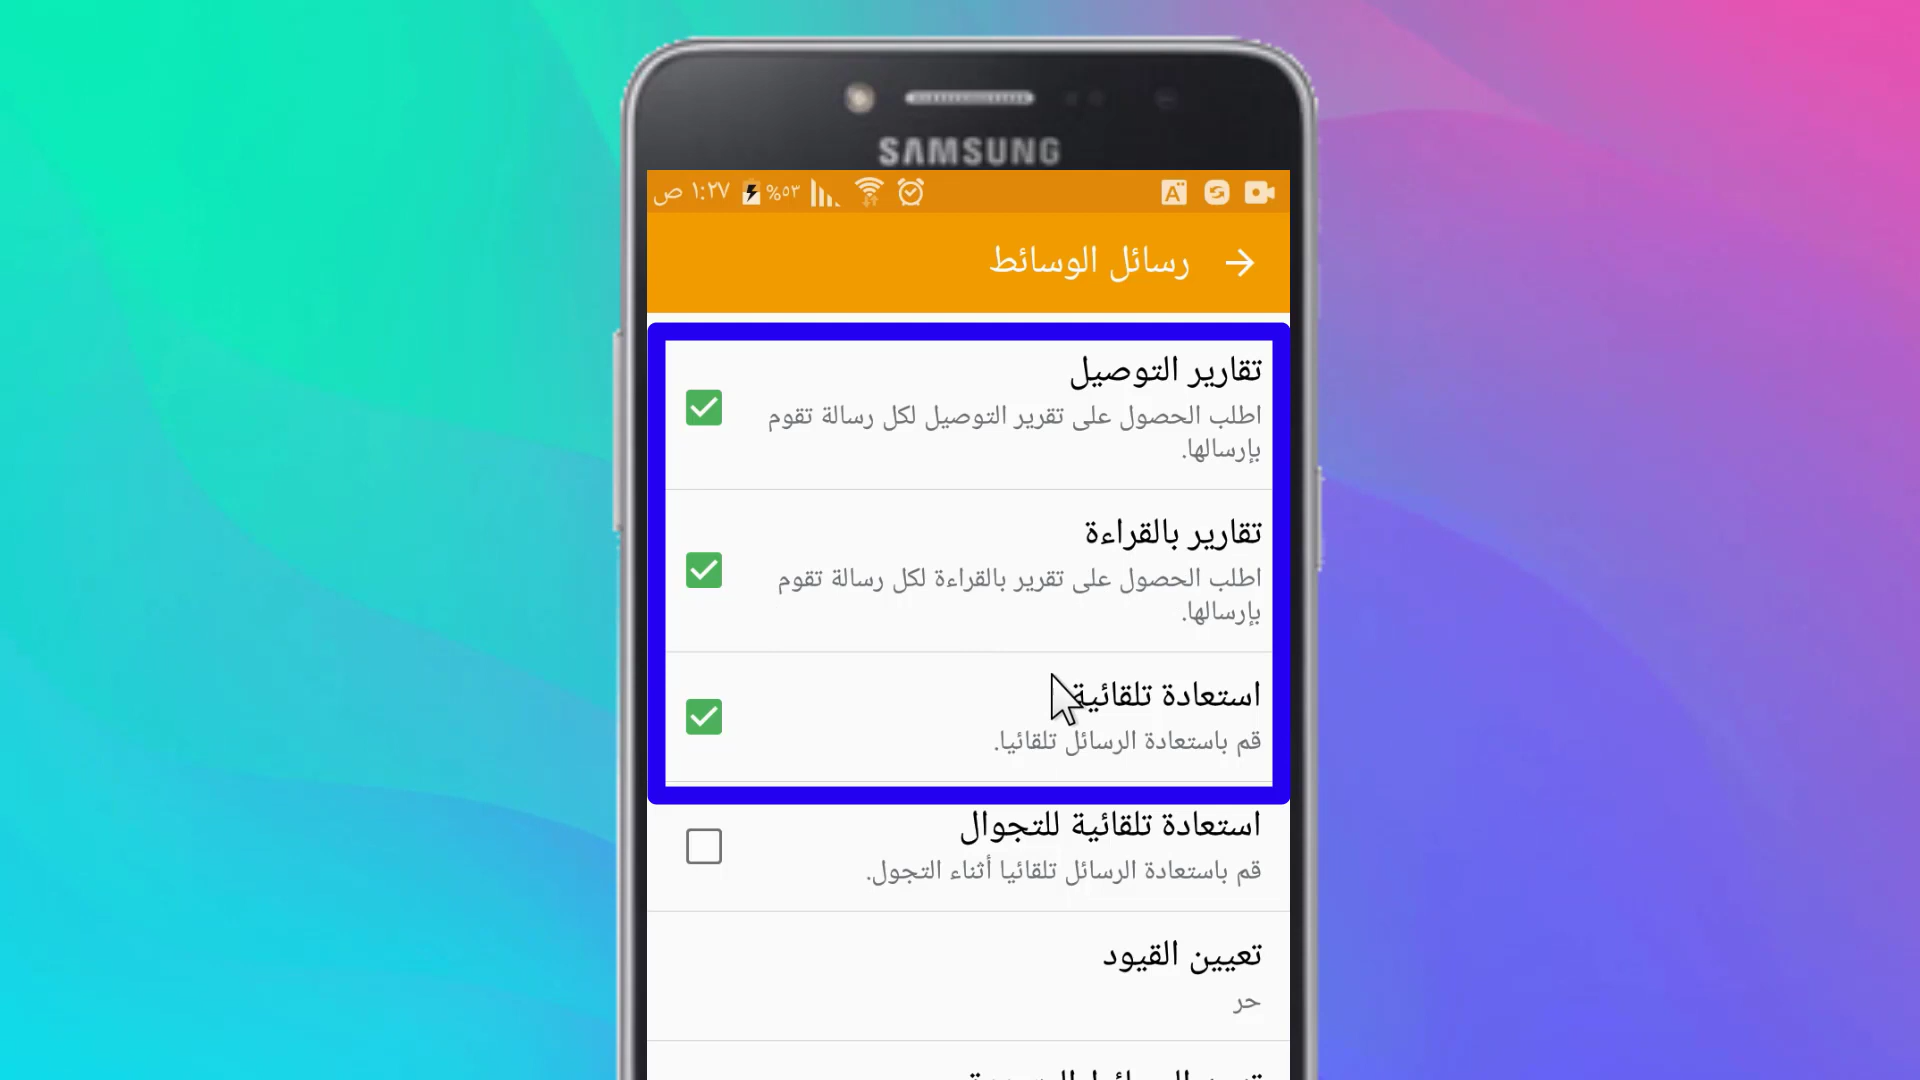 SAMSUNG
١:٢٧ ص ٥٣%
رسائل الوسائط
تقارير التوصيل
اطلب الحصول على تقرير التوصيل لكل رسالة تقوم
بإرسالها.
تقارير بالقراءة
اطلب الحصول على تقرير بالقراءة لكل رسالة تقوم
بإرسالها.
استعادة تلقائية
قم باستعادة الرسائل تلقائيا.
استعادة تلقائية للتجوال
قم باستعادة الرسائل تلقائيا أثناء التجول.
تعيين القيود
حر